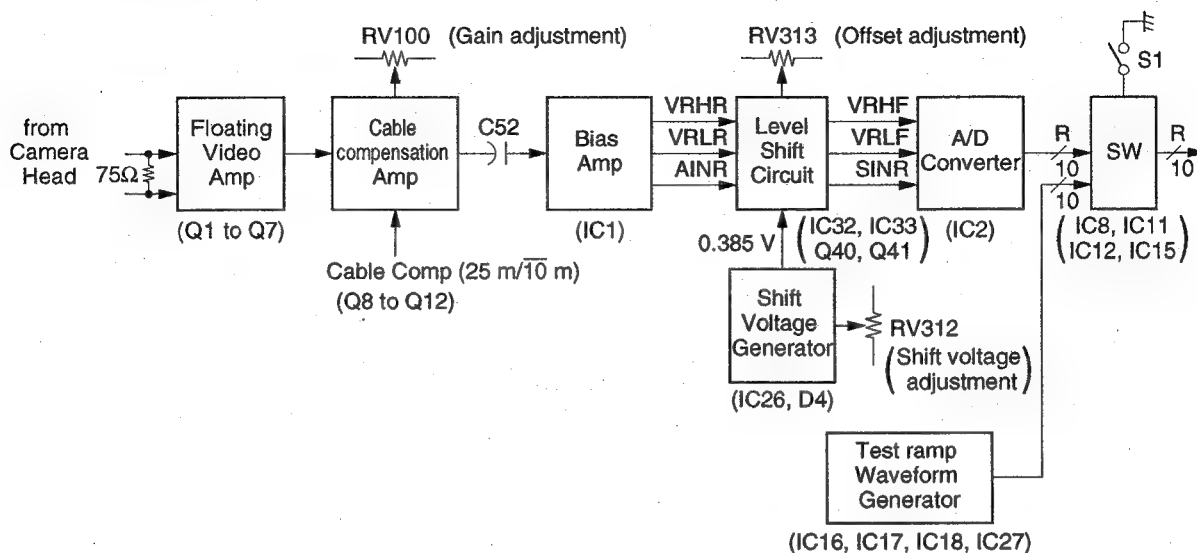 RV100 (Gain adjustment)
RV313 (Offset adjustment)
S1
from
Camera
Head
75Ω
Floating
Video
Amp
(Q1 to Q7)
Cable
compensation
Amp
Cable Comp (25 m/1̅0̅ m)
(Q8 to Q12)
C52
Bias
Amp
(IC1)
VRHR
VRLR
AINR
Level
Shift
Circuit
(IC32, IC33
Q40, Q41)
0.385 V
VRHF
VRLF
SINR
A/D
Converter
(IC2)
R
10
10
SW
(IC8, IC11
IC12, IC15)
R
10
Shift
Voltage
Generator
(IC26, D4)
RV312
(Shift voltage
adjustment)
Test ramp
Waveform
Generator
(IC16, IC17, IC18, IC27)